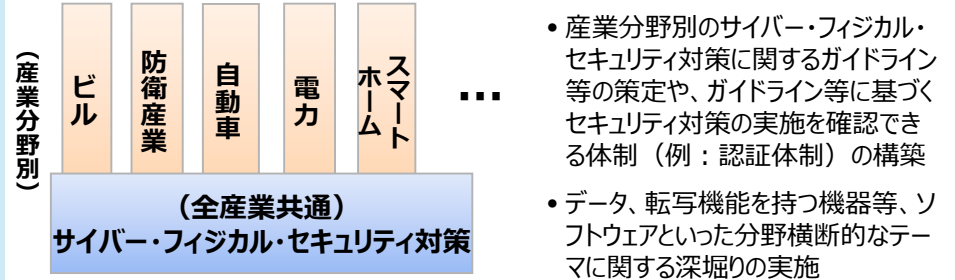 （産業分野別）
ビル
防衛産業
自動車
電力
スマート
ホーム
…
（全産業共通）
サイバー・フィジカル・セキュリティ対策
• 産業分野別のサイバー・フィジカル・
セキュリティ対策に関するガイドライン
等の策定や、ガイドライン等に基づく
セキュリティ対策の実施を確認でき
る体制（例：認証体制）の構築
• データ、転写機能を持つ機器等、ソ
フトウェアといった分野横断的なテー
マに関する深堀りの実施